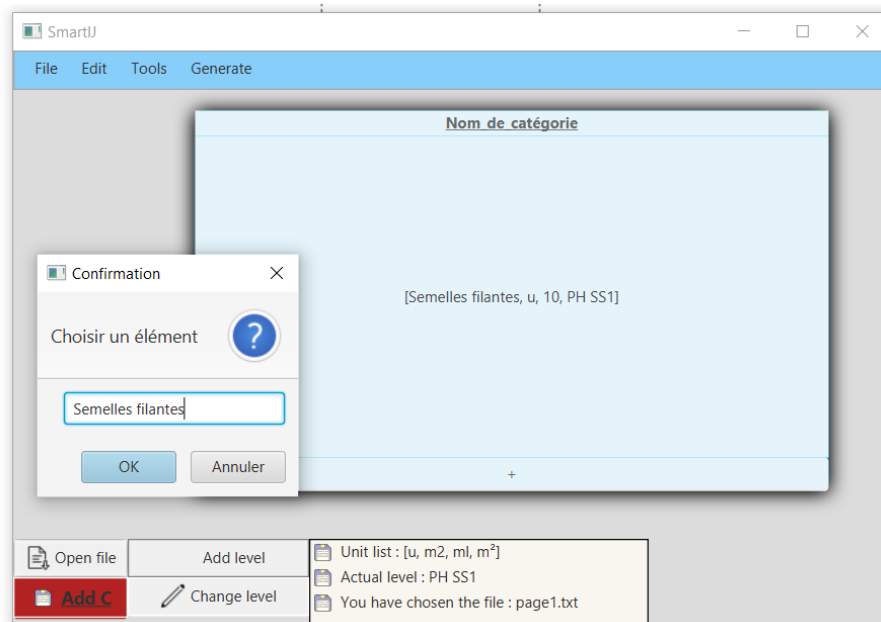 SmartIJ
File Edit Tools Generate
Nom de catégorie
[Semelles filantes, u, 10, PH SS1]
+
Confirmation
Choisir un élément
?
Semelles filantes
OK Annuler
Open file
Add level
Add C
Change level
Unit list : [u, m2, ml, m²]
Actual level : PH SS1
You have chosen the file : page1.txt